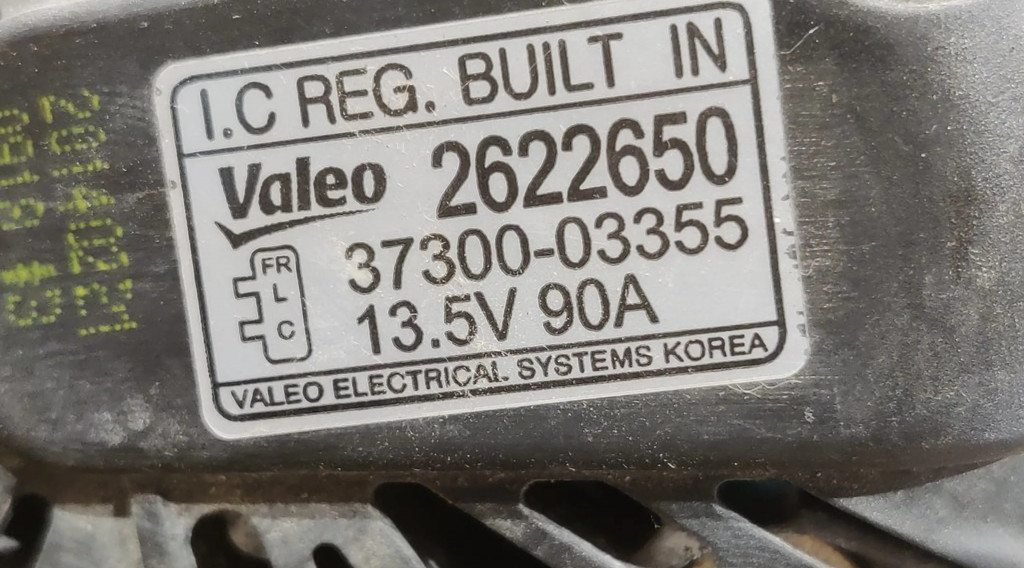 I.C REG. BUILT IN
Valeo 2622650
37300-03355
13.5V 90A
FR
L
C
VALEO ELECTRICAL SYSTEMS KOREA